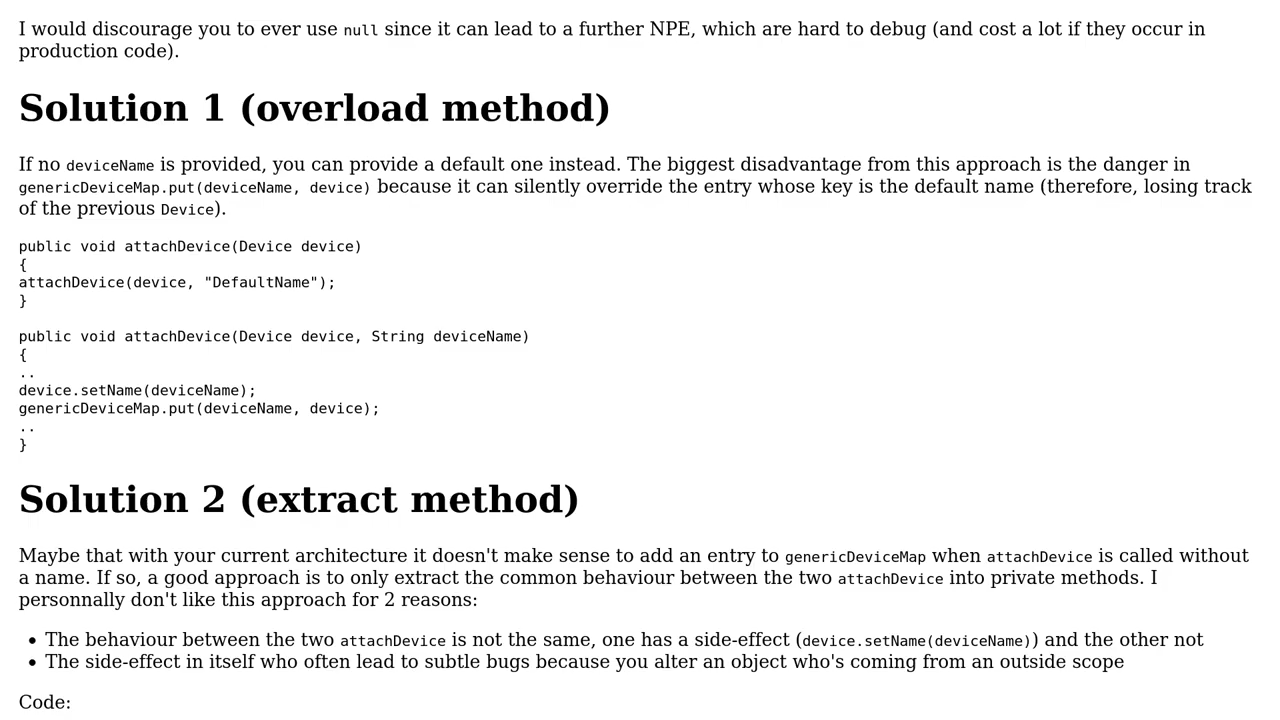 I would discourage you to ever use null since it can lead to a further NPE, which are hard to debug (and cost a lot if they occur in
production code).
Solution 1 (overload method)
If no deviceName is provided, you can provide a default one instead. The biggest disadvantage from this approach is the danger in
genericDeviceMap.put(deviceName, device) because it can silently override the entry whose key is the default name (therefore, losing track
of the previous Device).
public void attachDevice(Device device)
{
attachDevice(device, "DefaultName");
}
public void attachDevice(Device device, String deviceName)
{
..
device.setName(deviceName);
genericDeviceMap.put(deviceName, device);
..
}
Solution 2 (extract method)
Maybe that with your current architecture it doesn't make sense to add an entry to genericDeviceMap when attachDevice is called without
a name. If so, a good approach is to only extract the common behaviour between the two attachDevice into private methods. I
personnally don't like this approach for 2 reasons:
• The behaviour between the two attachDevice is not the same, one has a side-effect (device.setName(deviceName)) and the other not
• The side-effect in itself who often lead to subtle bugs because you alter an object who's coming from an outside scope
Code: